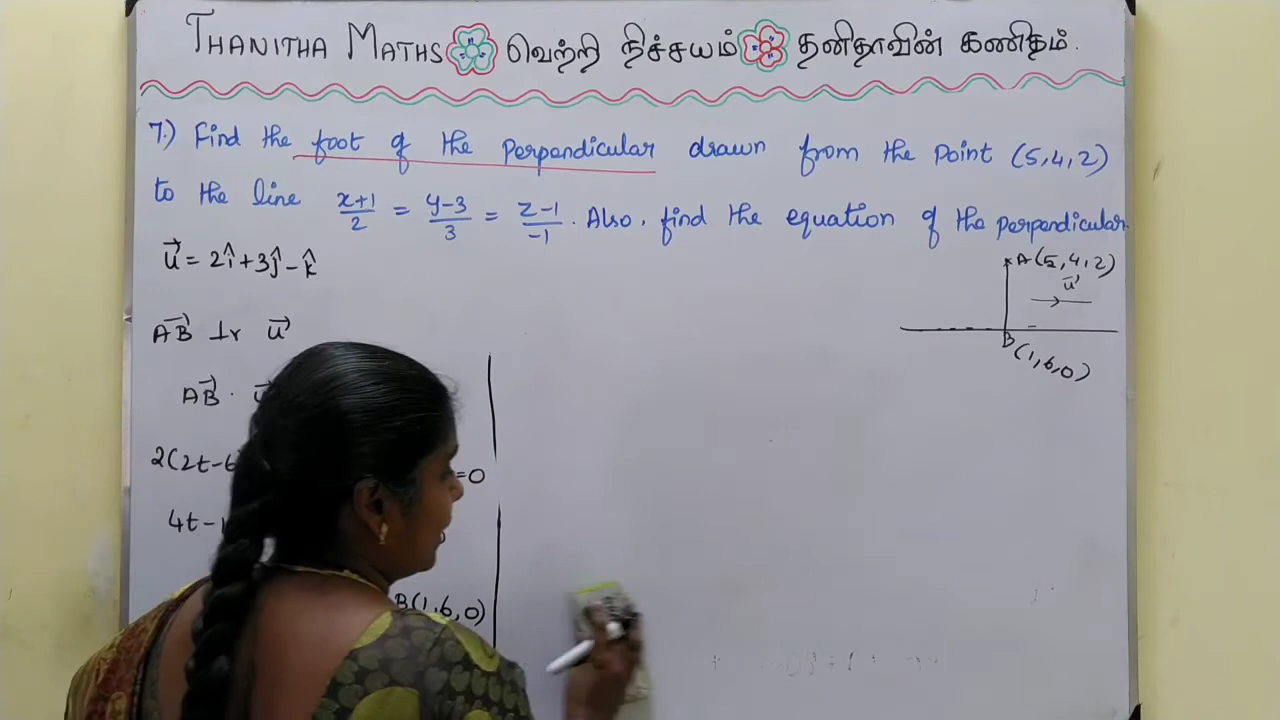 THANITHA MATHS வெற்றி நிச்சயம் தனிதாவின் கணிதம்.
7.) Find the foot of the perpendicular drawn from the point (5,4,2)
to the line x+1/2 = y-3/3 = z-1/-1. Also, find the equation of the perpendicular.
u⃗ = 2î+3ĵ-k̂
A(5,4,2)
u⃗
B
(1,6,0)
AB⃗ ⊥r u⃗
AB⃗ ·
2(2t-6 =0
4t-
B(1,6,0)